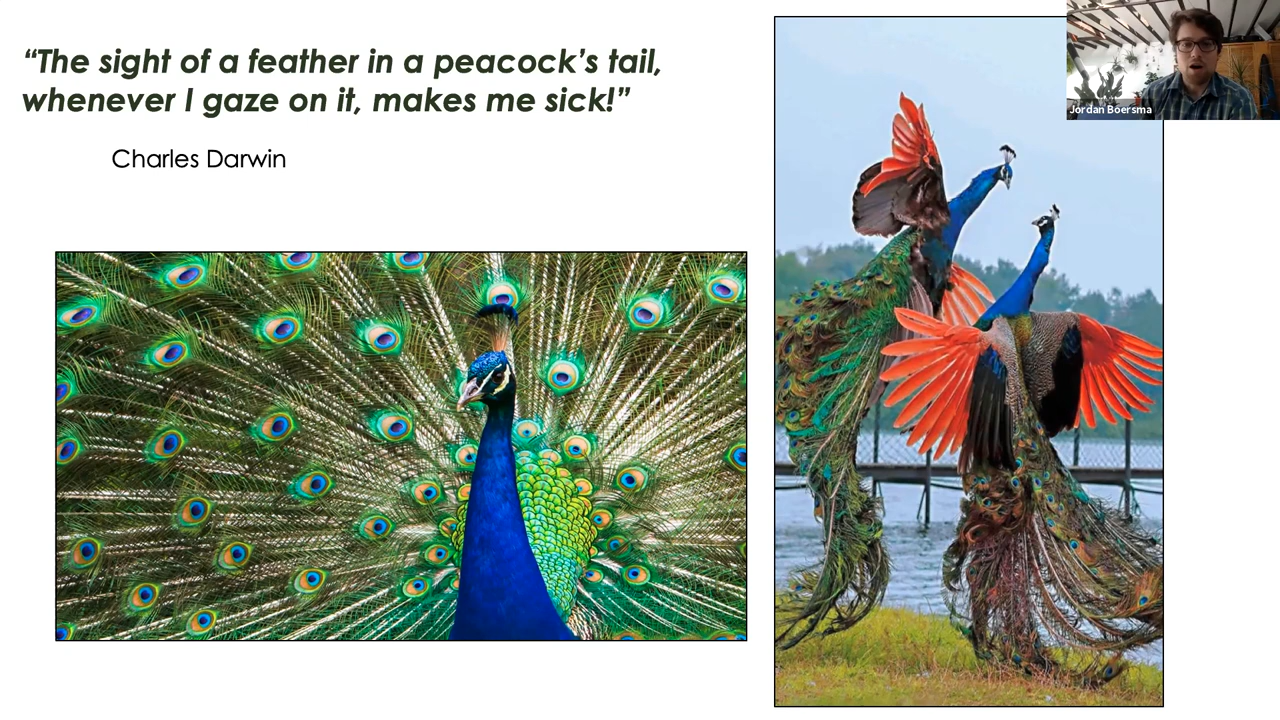 “The sight of a feather in a peacock’s tail,
whenever I gaze on it, makes me sick!”
Charles Darwin
Jordan Boersma